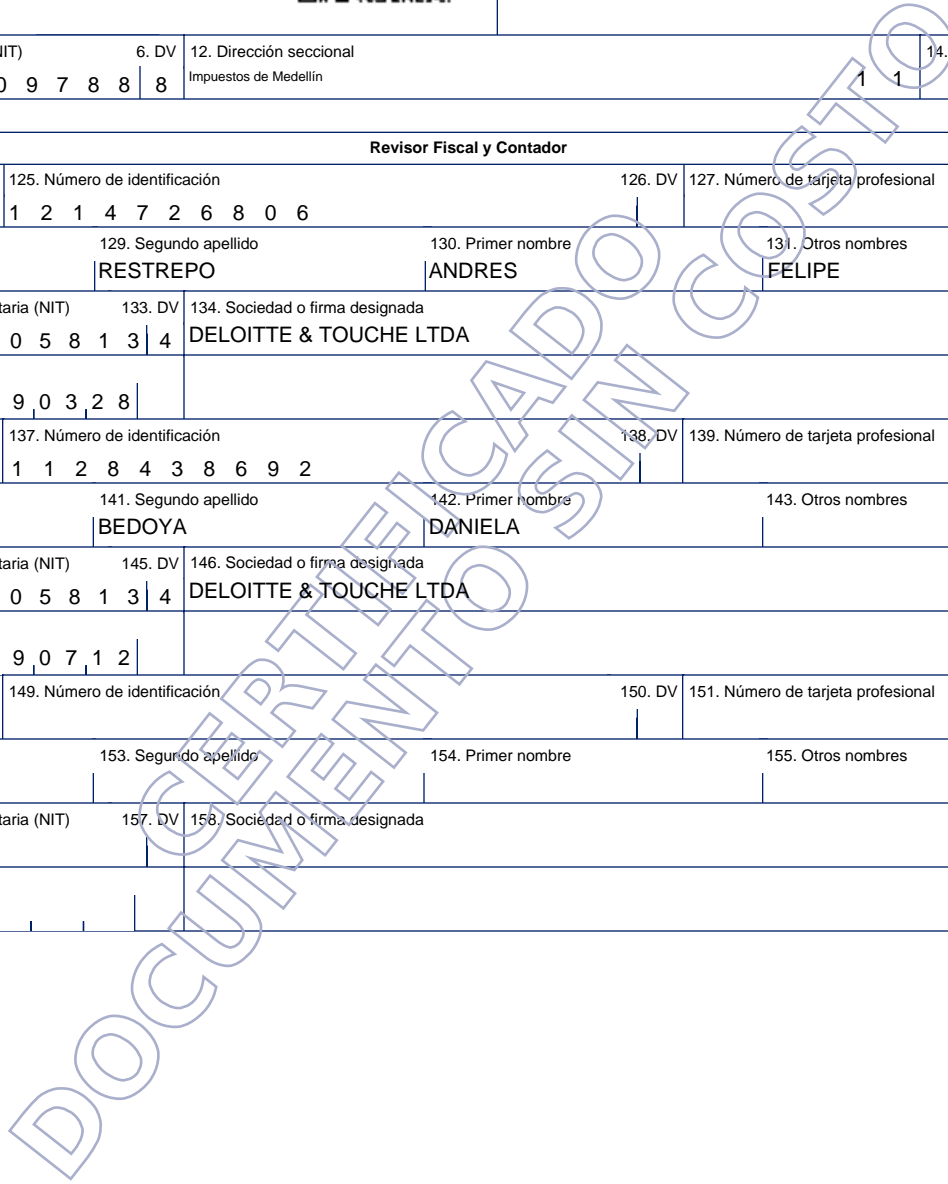 6. DV 12. Dirección seccional 14.
9 7 8 8 8 Impuestos de Medellín 1 1
Revisor Fiscal y Contador
125. Número de identificación 126. DV 127. Número de tarjeta profesional
1 2 1 4 7 2 6 8 0 6
129. Segundo apellido 130. Primer nombre 131. Otros nombres
RESTREPO ANDRES FELIPE
(NIT) 133. DV 134. Sociedad o firma designada
0 5 8 1 3 4 DELOITTE & TOUCHE LTDA
9 0 3 2 8
137. Número de identificación 138. DV 139. Número de tarjeta profesional
1 1 2 8 4 3 8 6 9 2
141. Segundo apellido 142. Primer nombre 143. Otros nombres
BEDOYA DANIELA
(NIT) 145. DV 146. Sociedad o firma designada
0 5 8 1 3 4 DELOITTE & TOUCHE LTDA
9 0 7 1 2
149. Número de identificación 150. DV 151. Número de tarjeta profesional
153. Segundo apellido 154. Primer nombre 155. Otros nombres
(NIT) 157. DV 158. Sociedad o firma designada
CERTIFICADO
DOCUMENTO SIN COSTO